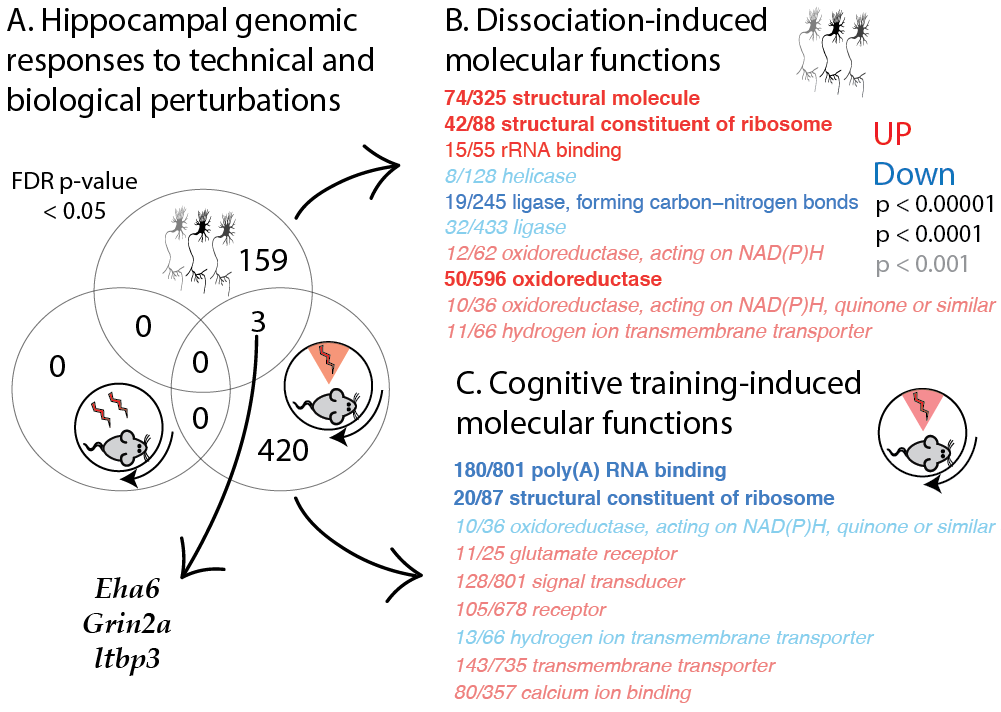 A. Hippocampal genomic
responses to technical and
biological perturbations
FDR p-value
< 0.05
159
0
3
0
0
0
420
Eha6
Grin2a
ltbp3
B. Dissociation-induced
molecular functions
74/325 structural molecule
42/88 structural constituent of ribosome
15/55 rRNA binding
8/128 helicase
19/245 ligase, forming carbon–nitrogen bonds
32/433 ligase
12/62 oxidoreductase, acting on NAD(P)H
50/596 oxidoreductase
10/36 oxidoreductase, acting on NAD(P)H, quinone or similar
11/66 hydrogen ion transmembrane transporter
UP
Down
p < 0.00001
p < 0.0001
p < 0.001
C. Cognitive training-induced
molecular functions
180/801 poly(A) RNA binding
20/87 structural constituent of ribosome
10/36 oxidoreductase, acting on NAD(P)H, quinone or similar
11/25 glutamate receptor
128/801 signal transducer
105/678 receptor
13/66 hydrogen ion transmembrane transporter
143/735 transmembrane transporter
80/357 calcium ion binding